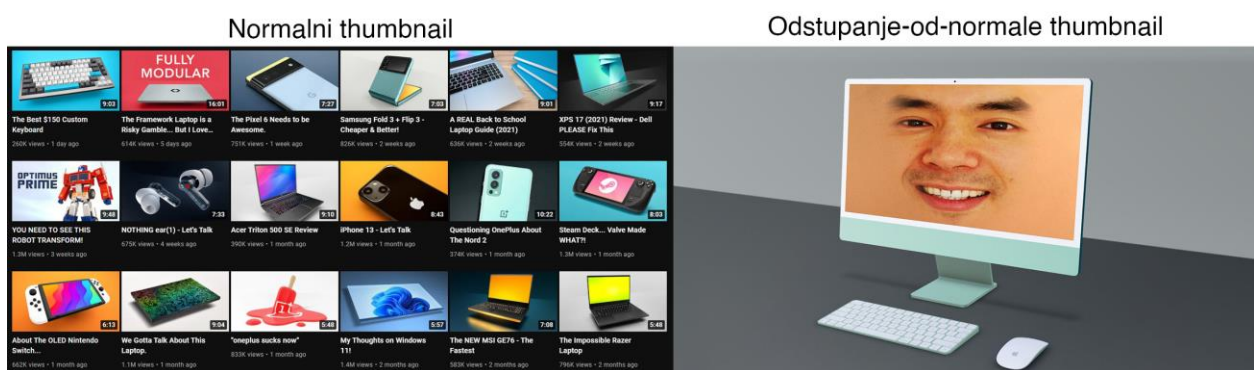 Normalni thumbnail
Odstupanje-od-normale thumbnail
FULLY
MODULAR
9:03
16:01
7:27
7:03
9:01
9:17
The Best $150 Custom
Keyboard
260K views • 1 day ago
The Framework Laptop is a
Risky Gamble... But I Love...
614K views • 5 days ago
The Pixel 6 Needs to be
Awesome.
751K views • 1 week ago
Samsung Fold 3 + Flip 3 -
Cheaper & Better!
826K views • 2 weeks ago
A REAL Back to School
Laptop Guide (2021)
636K views • 2 weeks ago
XPS 17 (2021) Review - Dell
PLEASE Fix This
554K views • 2 weeks ago
OPTIMUS
PRIME
9:48
7:33
9:10
8:43
10:22
8:03
YOU NEED TO SEE THIS
ROBOT TRANSFORM!
1.3M views • 3 weeks ago
NOTHING ear(1) - Let's Talk
675K views • 4 weeks ago
Acer Triton 500 SE Review
390K views • 1 month ago
iPhone 13 - Let's Talk
1.2M views • 1 month ago
Questioning OnePlus About
The Nord 2
374K views • 1 month ago
Steam Deck... Valve Made
WHAT?!
1.3M views • 1 month ago
6:13
9:04
5:48
5:57
7:08
5:48
About The OLED Nintendo
Switch...
662K views • 1 month ago
We Gotta Talk About This
Laptop.
1.1M views • 1 month ago
"oneplus sucks now"
833K views • 1 month ago
My Thoughts on Windows
11!
1.4M views • 2 months ago
The NEW MSI GE76 - The
Fastest
583K views • 2 months ago
The Impossible Razer
Laptop
796K views • 2 months ago